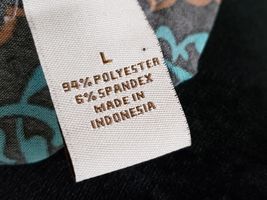 L
94% POLYESTER
6% SPANDEX
MADE IN
INDONESIA